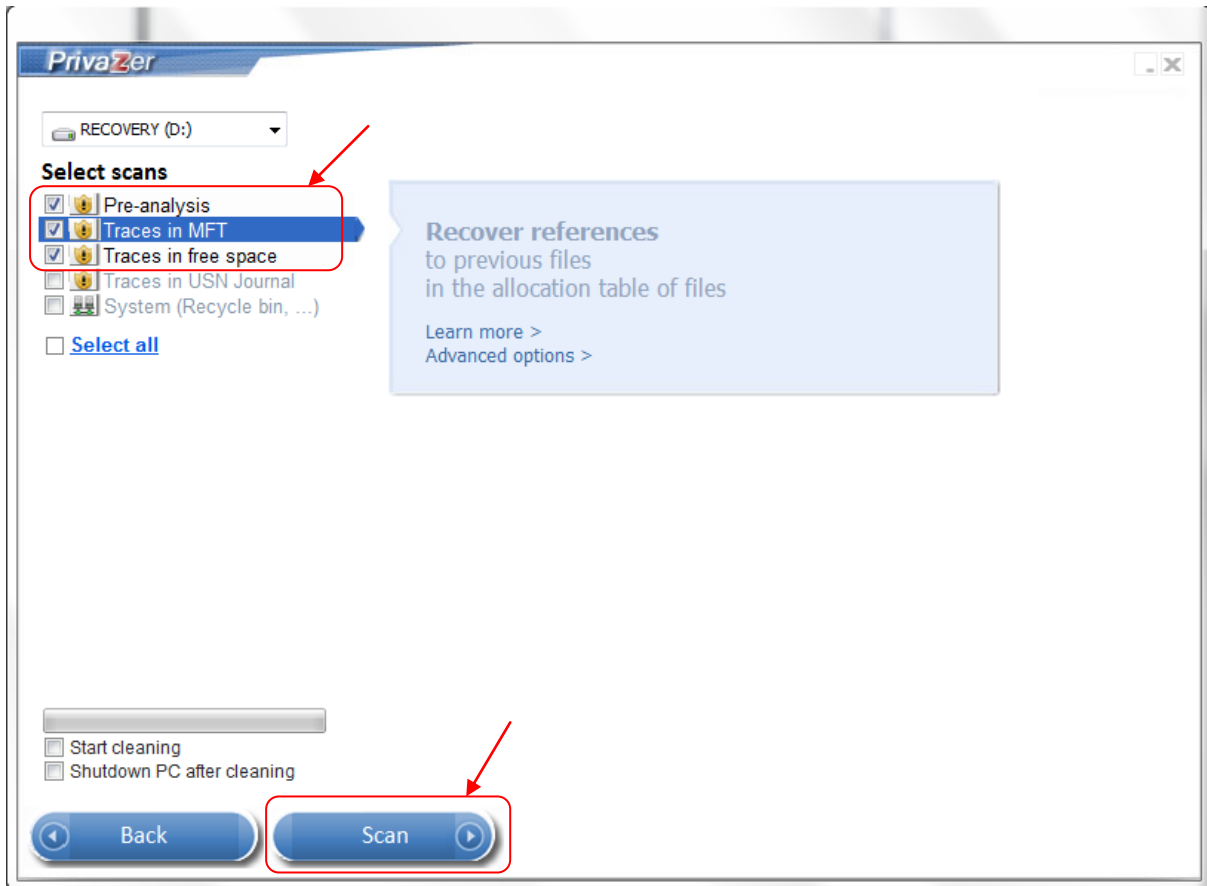 PrivaZer
RECOVERY (D:)
Select scans
Pre-analysis
Traces in MFT
Traces in free space
Traces in USN Journal
System (Recycle bin, ...)
Select all
Recover references
to previous files
in the allocation table of files
Learn more >
Advanced options >
Start cleaning
Shutdown PC after cleaning
Back
Scan